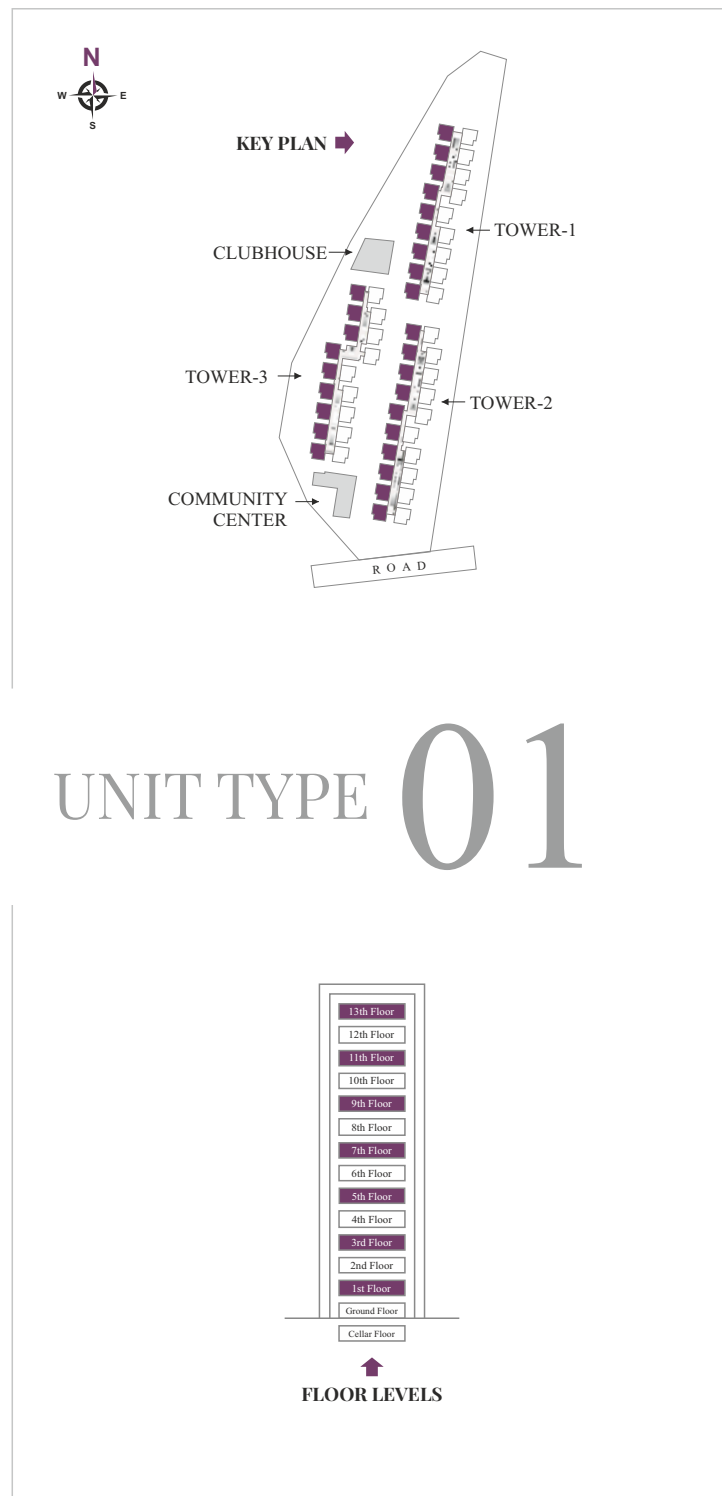 N
W
E
S
KEY PLAN
TOWER-1
CLUBHOUSE
TOWER-3
TOWER-2
COMMUNITY
CENTER
ROAD
UNIT TYPE 01
13th Floor
12th Floor
11th Floor
10th Floor
9th Floor
8th Floor
7th Floor
6th Floor
5th Floor
4th Floor
3rd Floor
2nd Floor
1st Floor
Ground Floor
Cellar Floor
FLOOR LEVELS